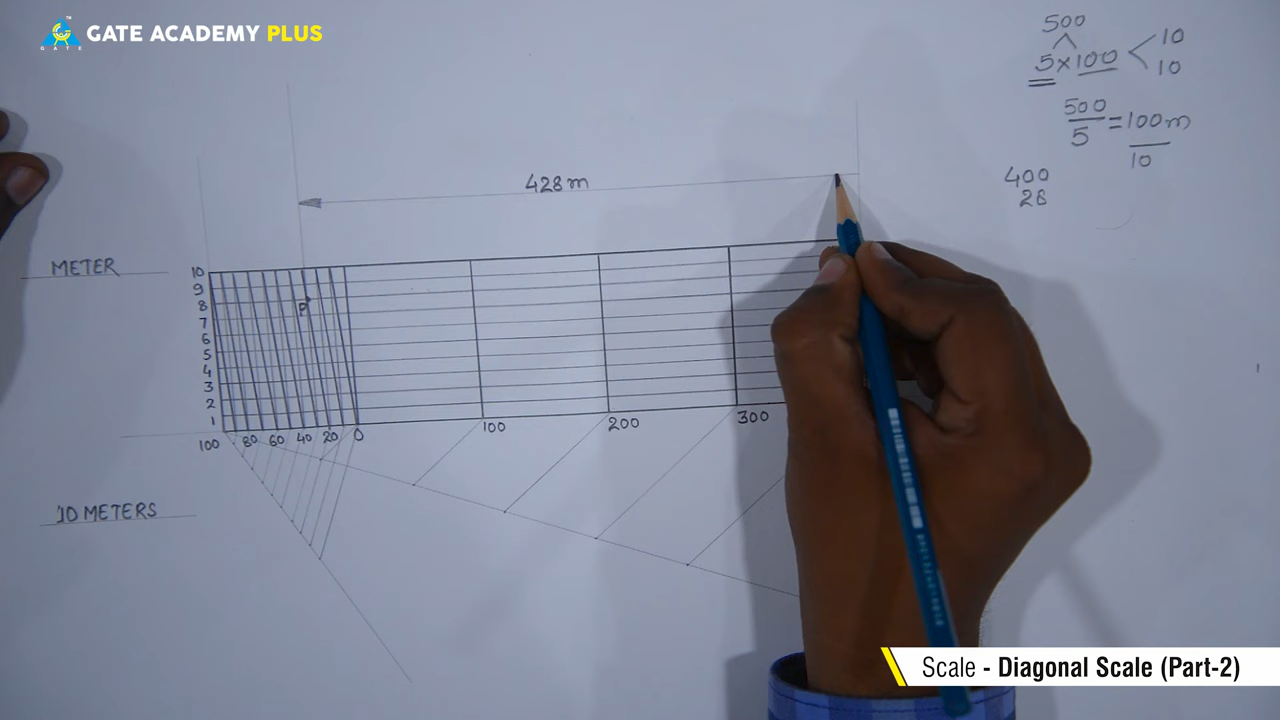 GATE ACADEMY PLUS
GATE
500
5×100 < 10
10
500
5
=100m
10
400
28
428m
METER
10
9
8
7
6
5
4
3
2
1
P
100 80 60 40 20 0 100 200 300
10 METERS
Scale - Diagonal Scale (Part-2)